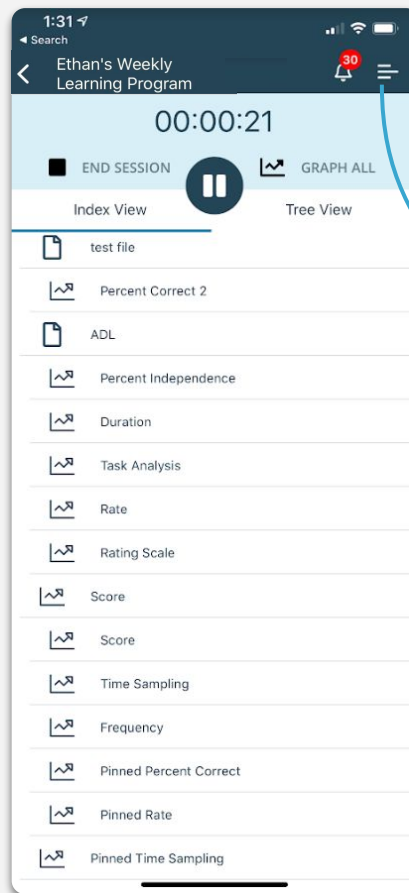 1:31
Search
30
Ethan's Weekly
Learning Program
00:00:21
END SESSION
GRAPH ALL
Index View
Tree View
test file
Percent Correct 2
ADL
Percent Independence
Duration
Task Analysis
Rate
Rating Scale
Score
Score
Time Sampling
Frequency
Pinned Percent Correct
Pinned Rate
Pinned Time Sampling